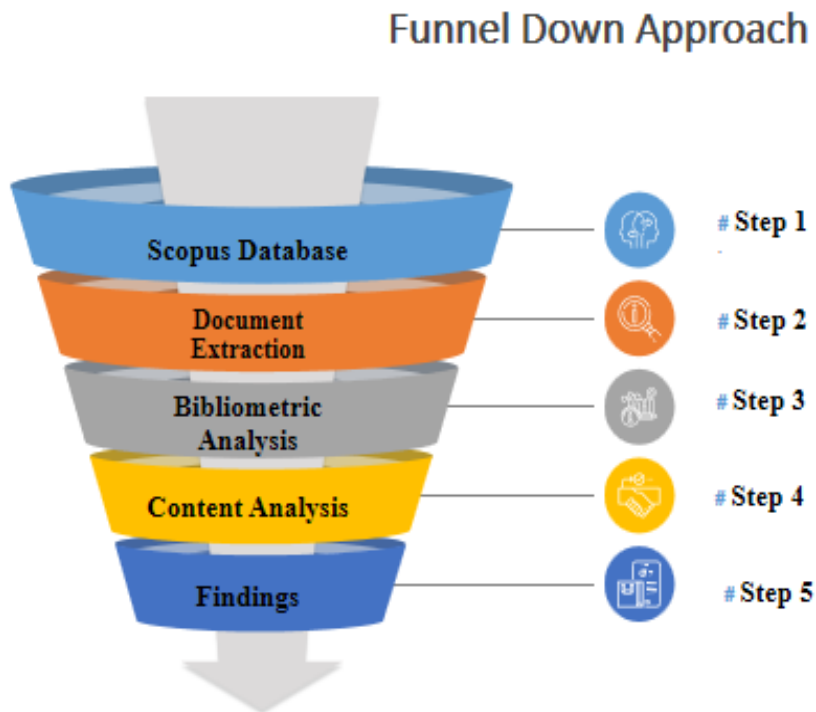 Funnel Down Approach
Scopus Database
# Step 1
Document
Extraction
# Step 2
Bibliometric
Analysis
# Step 3
Content Analysis
# Step 4
Findings
# Step 5